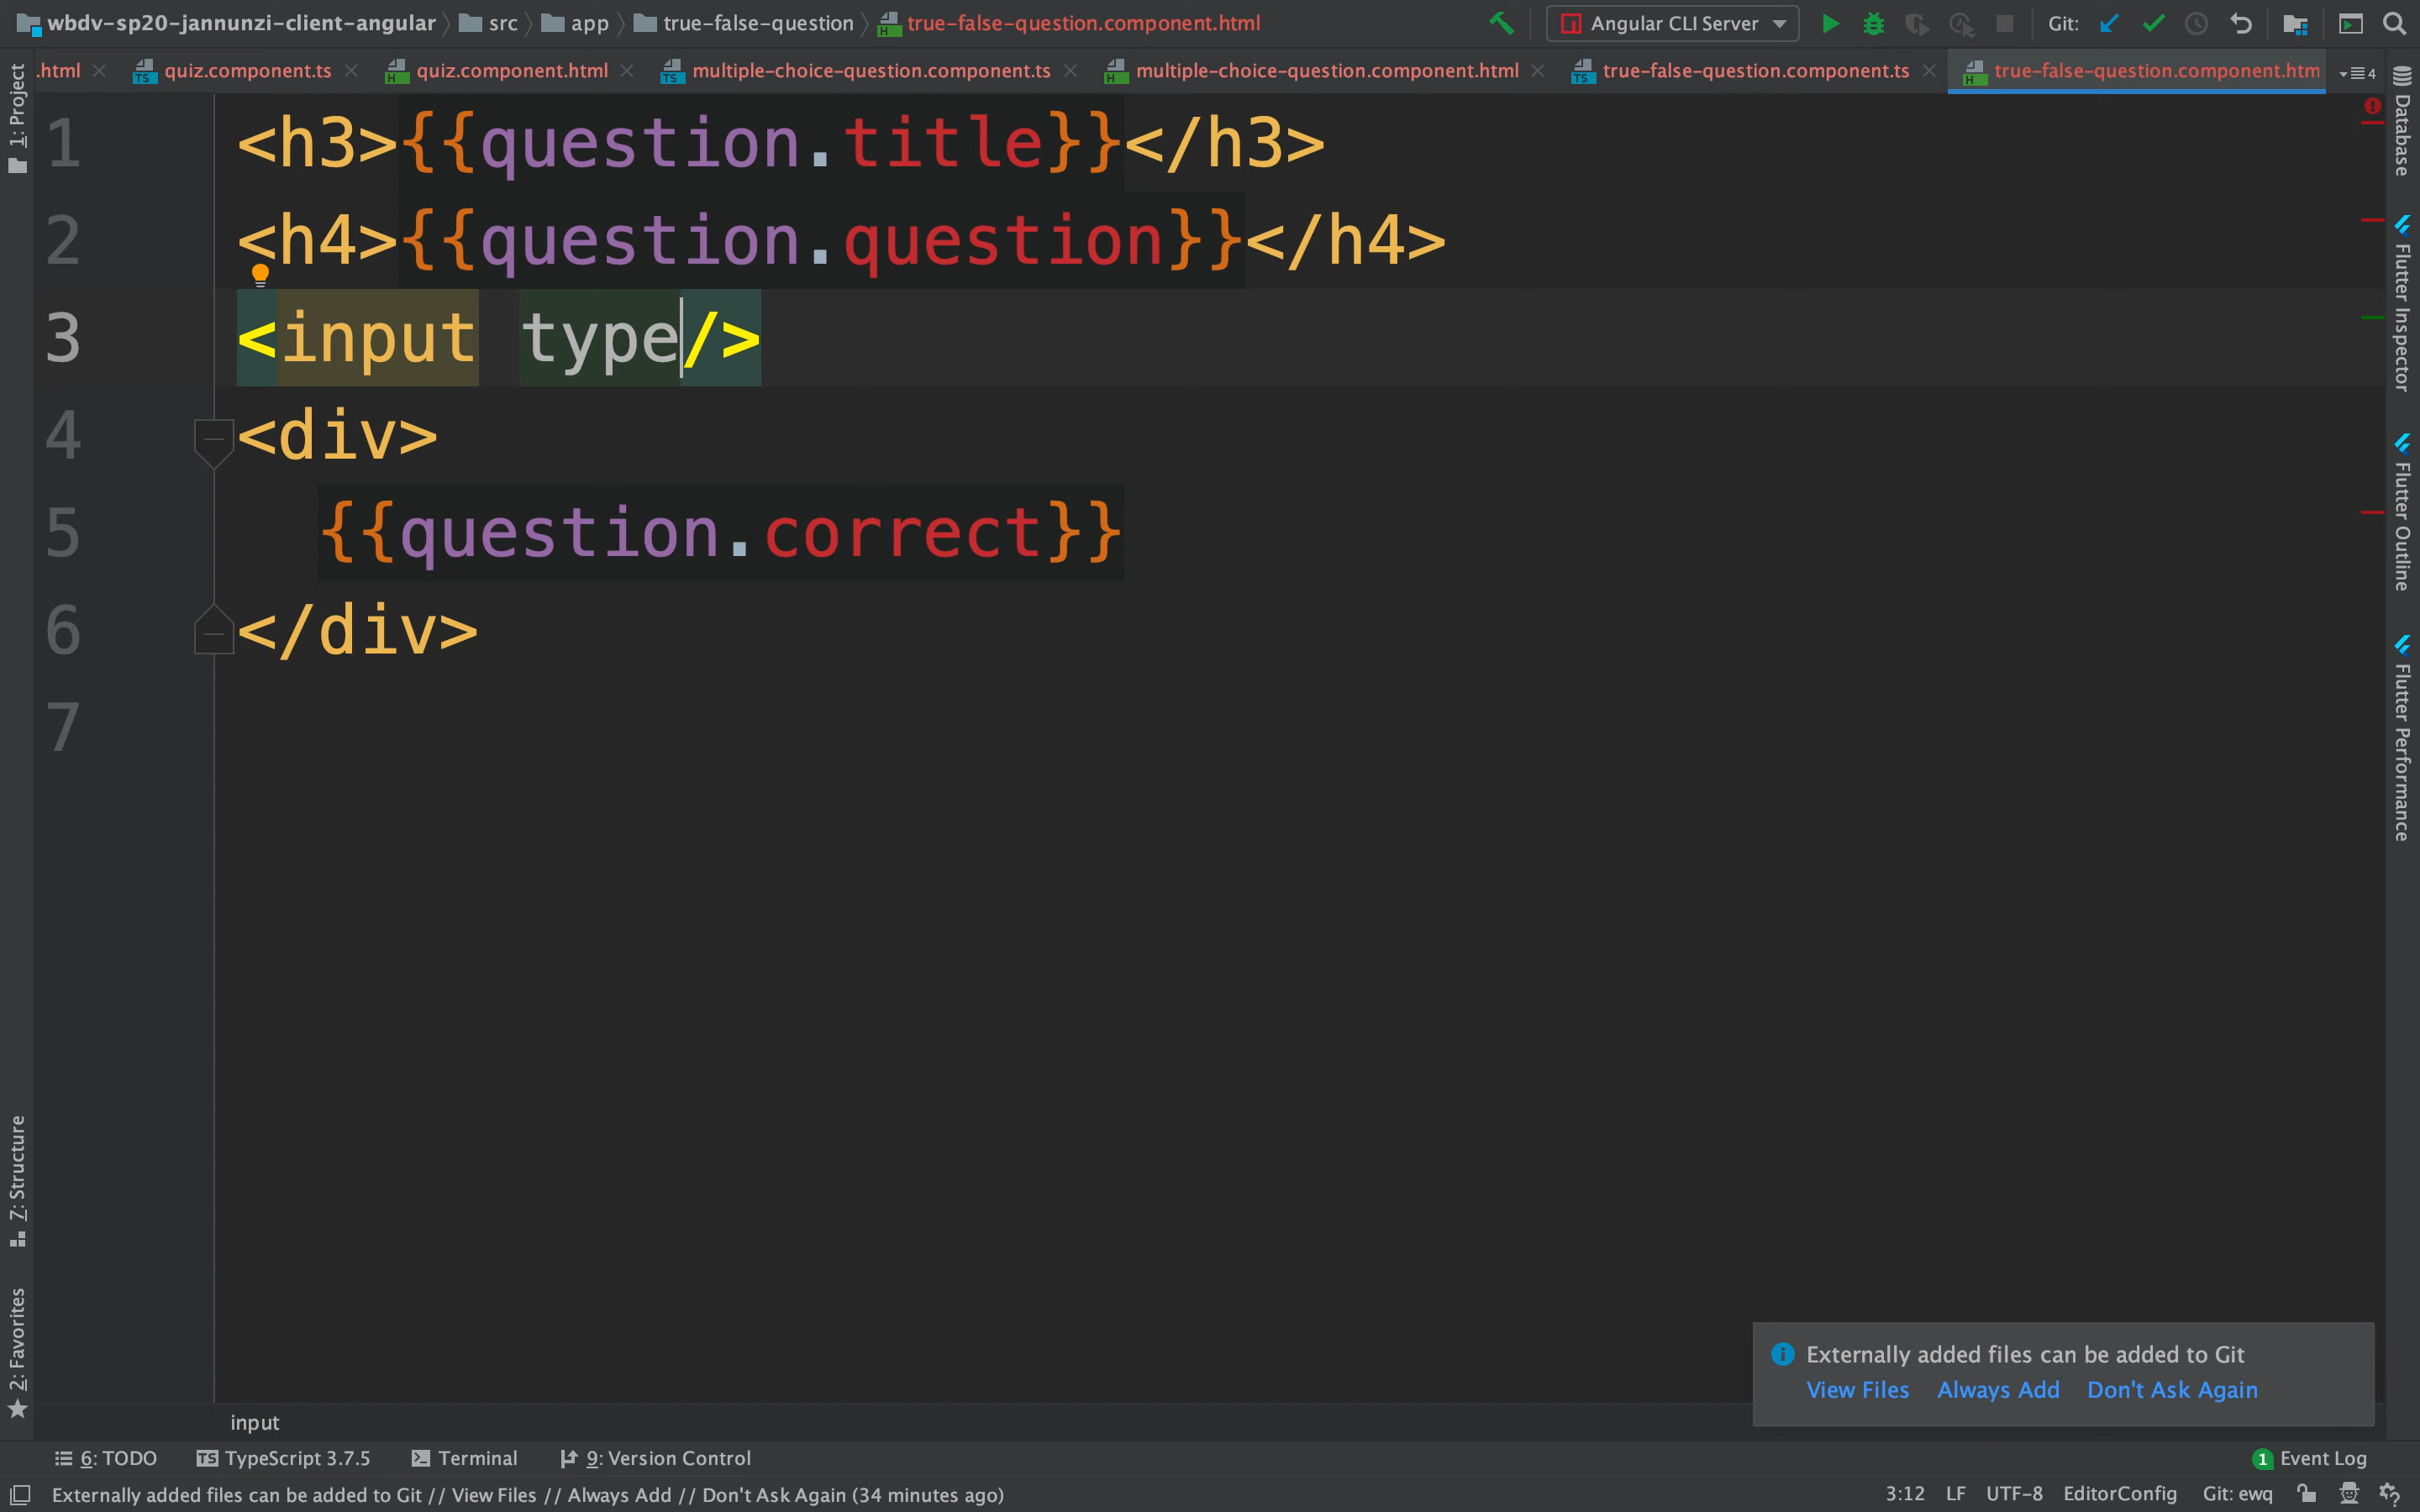 wbdv-sp20-jannunzi-client-angular src app true-false-question true-false-question.component.html Angular CLI Server Git:
.html quiz.component.ts quiz.component.html multiple-choice-question.component.ts multiple-choice-question.component.html true-false-question.component.ts true-false-question.component.htm 4
1 <h3>{{question.title}}</h3>
2 <h4>{{question.question}}</h4>
3 <input type/>
4 <div>
5 {{question.correct}}
6 </div>
7
1: Project
7: Structure
2: Favorites
Database
Flutter Inspector
Flutter Outline
Flutter Performance
Externally added files can be added to Git
View Files Always Add Don't Ask Again
input
6: TODO TS TypeScript 3.7.5 Terminal 9: Version Control 1 Event Log
Externally added files can be added to Git // View Files // Always Add // Don't Ask Again (34 minutes ago) 3:12 LF UTF-8 EditorConfig Git: ewq